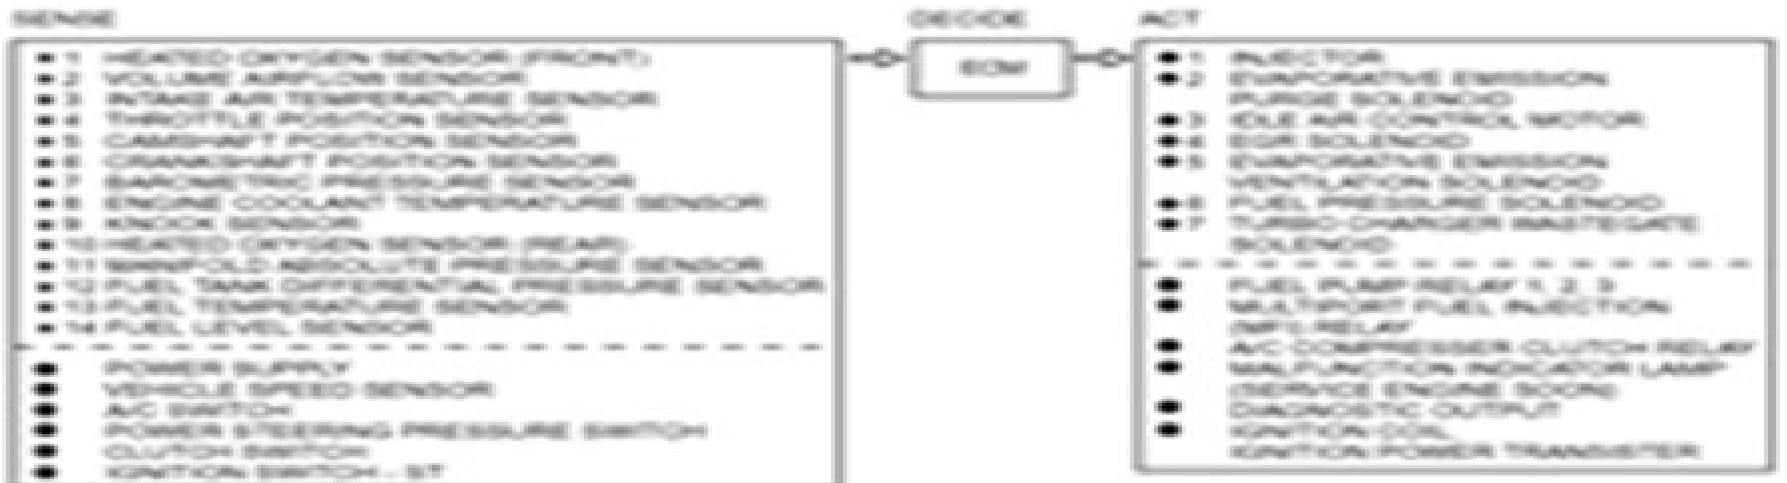 SENSE
1 HEATED OXYGEN SENSOR (FRONT)
2 VOLUME AIRFLOW SENSOR
3 INTAKE AIR TEMPERATURE SENSOR
4 THROTTLE POSITION SENSOR
5 CAMSHAFT POSITION SENSOR
6 CRANKSHAFT POSITION SENSOR
7 BAROMETRIC PRESSURE SENSOR
8 ENGINE COOLANT TEMPERATURE SENSOR
9 KNOCK SENSOR
10 HEATED OXYGEN SENSOR (REAR)
11 MANIFOLD ABSOLUTE PRESSURE SENSOR
12 FUEL TANK DIFFERENTIAL PRESSURE SENSOR
13 FUEL TEMPERATURE SENSOR
14 FUEL LEVEL SENSOR
POWER SUPPLY
VEHICLE SPEED SENSOR
A/C SWITCH
POWER STEERING PRESSURE SWITCH
CLUTCH SWITCH
IGNITION SWITCH - ST
DECIDE
ECM
ACT
1 INJECTOR
2 EVAPORATIVE EMISSION
PURGE SOLENOID
3 IDLE AIR CONTROL MOTOR
4 EGR SOLENOID
5 EVAPORATIVE EMISSION
VENTILATION SOLENOID
6 FUEL PRESSURE SOLENOID
7 TURBO CHARGER WASTEGATE
SOLENOID
FUEL PUMP RELAY 1, 2, 3
MULTIPORT FUEL INJECTION
(MFI) RELAY
A/C COMPRESSER CLUTCH RELAY
MALFUNCTION INDICATOR LAMP
(SERVICE ENGINE SOON)
DIAGNOSTIC OUTPUT
IGNITION COIL,
IGNITION POWER TRANSISTER